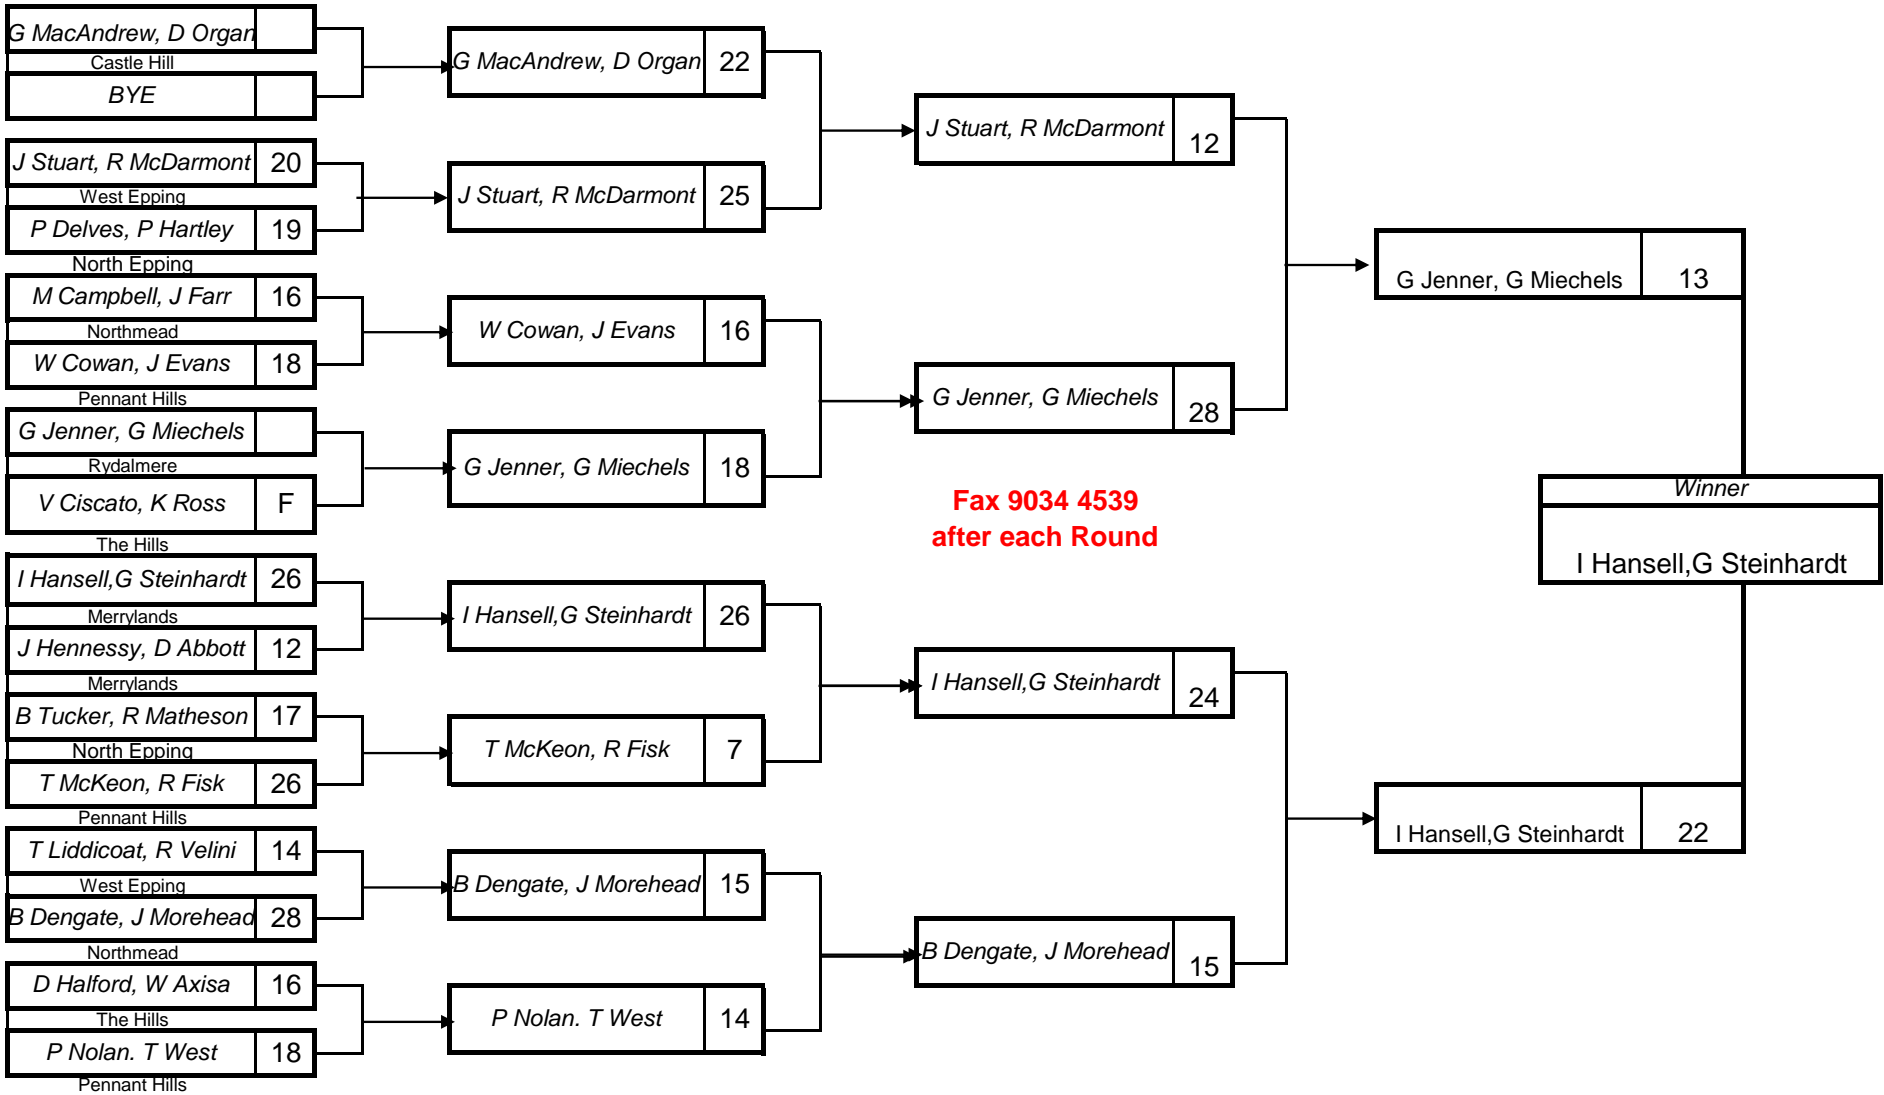 G MacAndrew, D Organ
Castle Hill
BYE
J Stuart, R McDarmont 20
West Epping
P Delves, P Hartley 19
North Epping
M Campbell, J Farr 16
Northmead
W Cowan, J Evans 18
Pennant Hills
G Jenner, G Miechels
Rydalmere
V Ciscato, K Ross F
The Hills
I Hansell,G Steinhardt 26
Merrylands
J Hennessy, D Abbott 12
Merrylands
B Tucker, R Matheson 17
North Epping
T McKeon, R Fisk 26
Pennant Hills
T Liddicoat, R Velini 14
West Epping
B Dengate, J Morehead 28
Northmead
D Halford, W Axisa 16
The Hills
P Nolan. T West 18
Pennant Hills
G MacAndrew, D Organ 22
J Stuart, R McDarmont 25
W Cowan, J Evans 16
G Jenner, G Miechels 18
I Hansell,G Steinhardt 26
T McKeon, R Fisk 7
B Dengate, J Morehead 15
P Nolan. T West 14
J Stuart, R McDarmont 12
G Jenner, G Miechels 28
Fax 9034 4539
after each Round
I Hansell,G Steinhardt 24
B Dengate, J Morehead 15
G Jenner, G Miechels 13
I Hansell,G Steinhardt 22
Winner
I Hansell,G Steinhardt